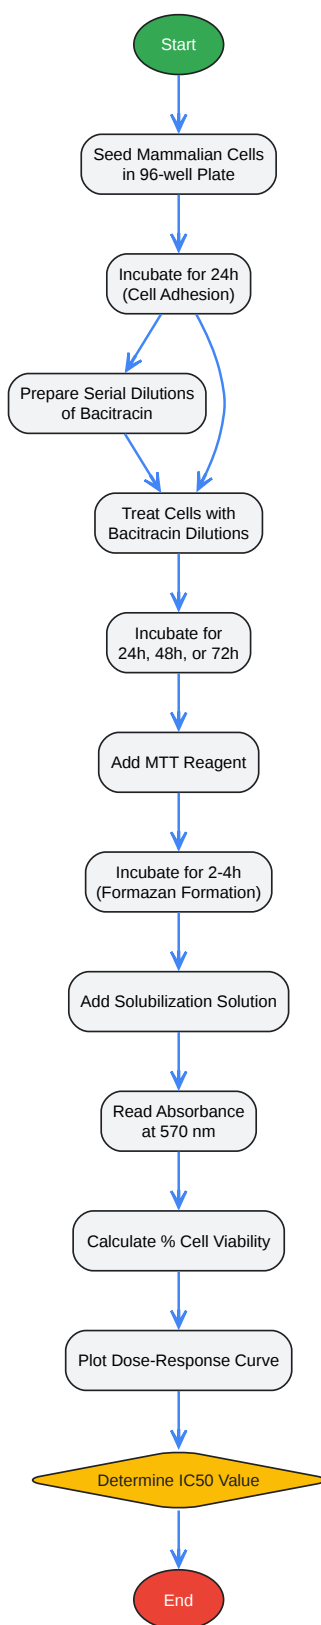 Start
Seed Mammalian Cells
in 96-well Plate
Incubate for 24h
(Cell Adhesion)
Prepare Serial Dilutions
of Bacitracin
Treat Cells with
Bacitracin Dilutions
Incubate for
24h, 48h, or 72h
Add MTT Reagent
Incubate for 2-4h
(Formazan Formation)
Add Solubilization Solution
Read Absorbance
at 570 nm
Calculate % Cell Viability
Plot Dose-Response Curve
Determine IC50 Value
End